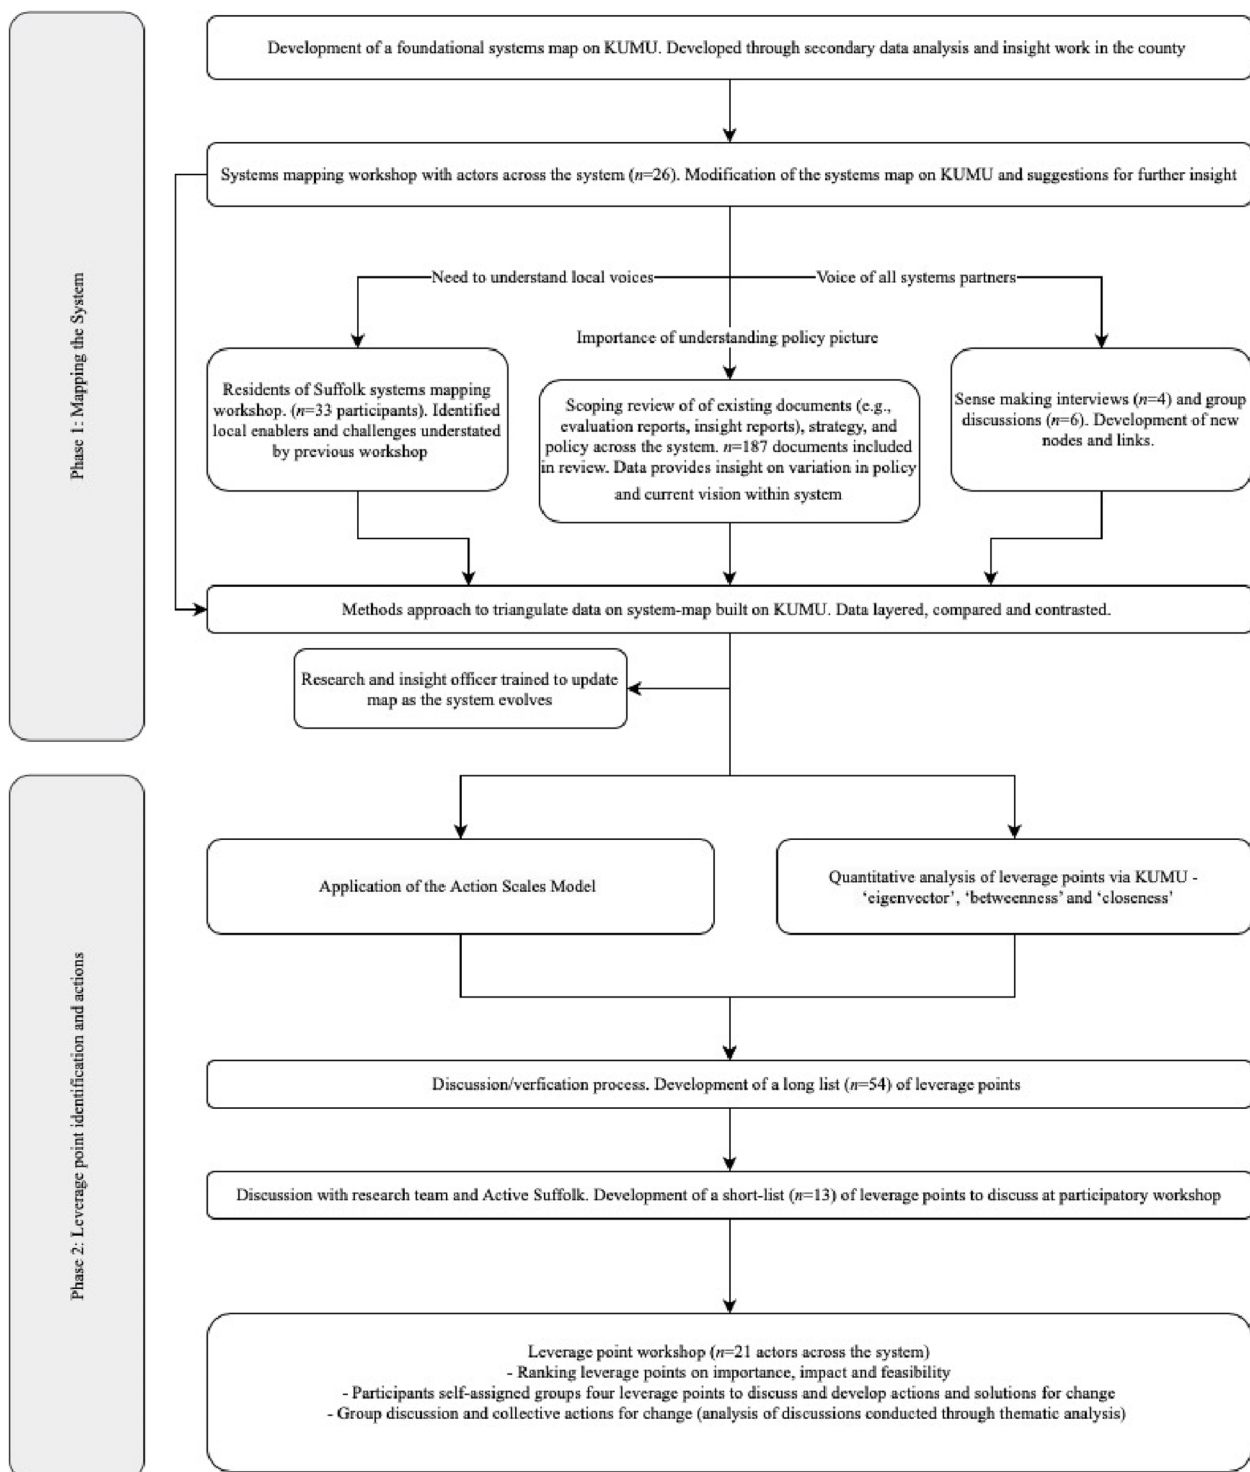 Phase 1: Mapping the System
Development of a foundational systems map on KUMU. Developed through secondary data analysis and insight work in the county
Systems mapping workshop with actors across the system (n=26). Modification of the systems map on KUMU and suggestions for further insight
Need to understand local voices
Voice of all systems partners
Importance of understanding policy picture
Residents of Suffolk systems mapping
workshop. (n=33 participants). Identified
local enablers and challenges understated
by previous workshop
Scoping review of of existing documents (e.g.,
evaluation reports, insight reports), strategy, and
policy across the system. n=187 documents included
in review. Data provides insight on variation in policy
and current vision within system
Sense making interviews (n=4) and group
discussions (n=6). Development of new
nodes and links.
Methods approach to triangulate data on system-map built on KUMU. Data layered, compared and contrasted.
Research and insight officer trained to update
map as the system evolves
Phase 2: Leverage point identification and actions
Application of the Action Scales Model
Quantitative analysis of leverage points via KUMU -
‘eigenvector’, ‘betweenness’ and ‘closeness’
Discussion/verfication process. Development of a long list (n=54) of leverage points
Discussion with research team and Active Suffolk. Development of a short-list (n=13) of leverage points to discuss at participatory workshop
Leverage point workshop (n=21 actors across the system)
- Ranking leverage points on importance, impact and feasibility
- Participants self-assigned groups four leverage points to discuss and develop actions and solutions for change
- Group discussion and collective actions for change (analysis of discussions conducted through thematic analysis)